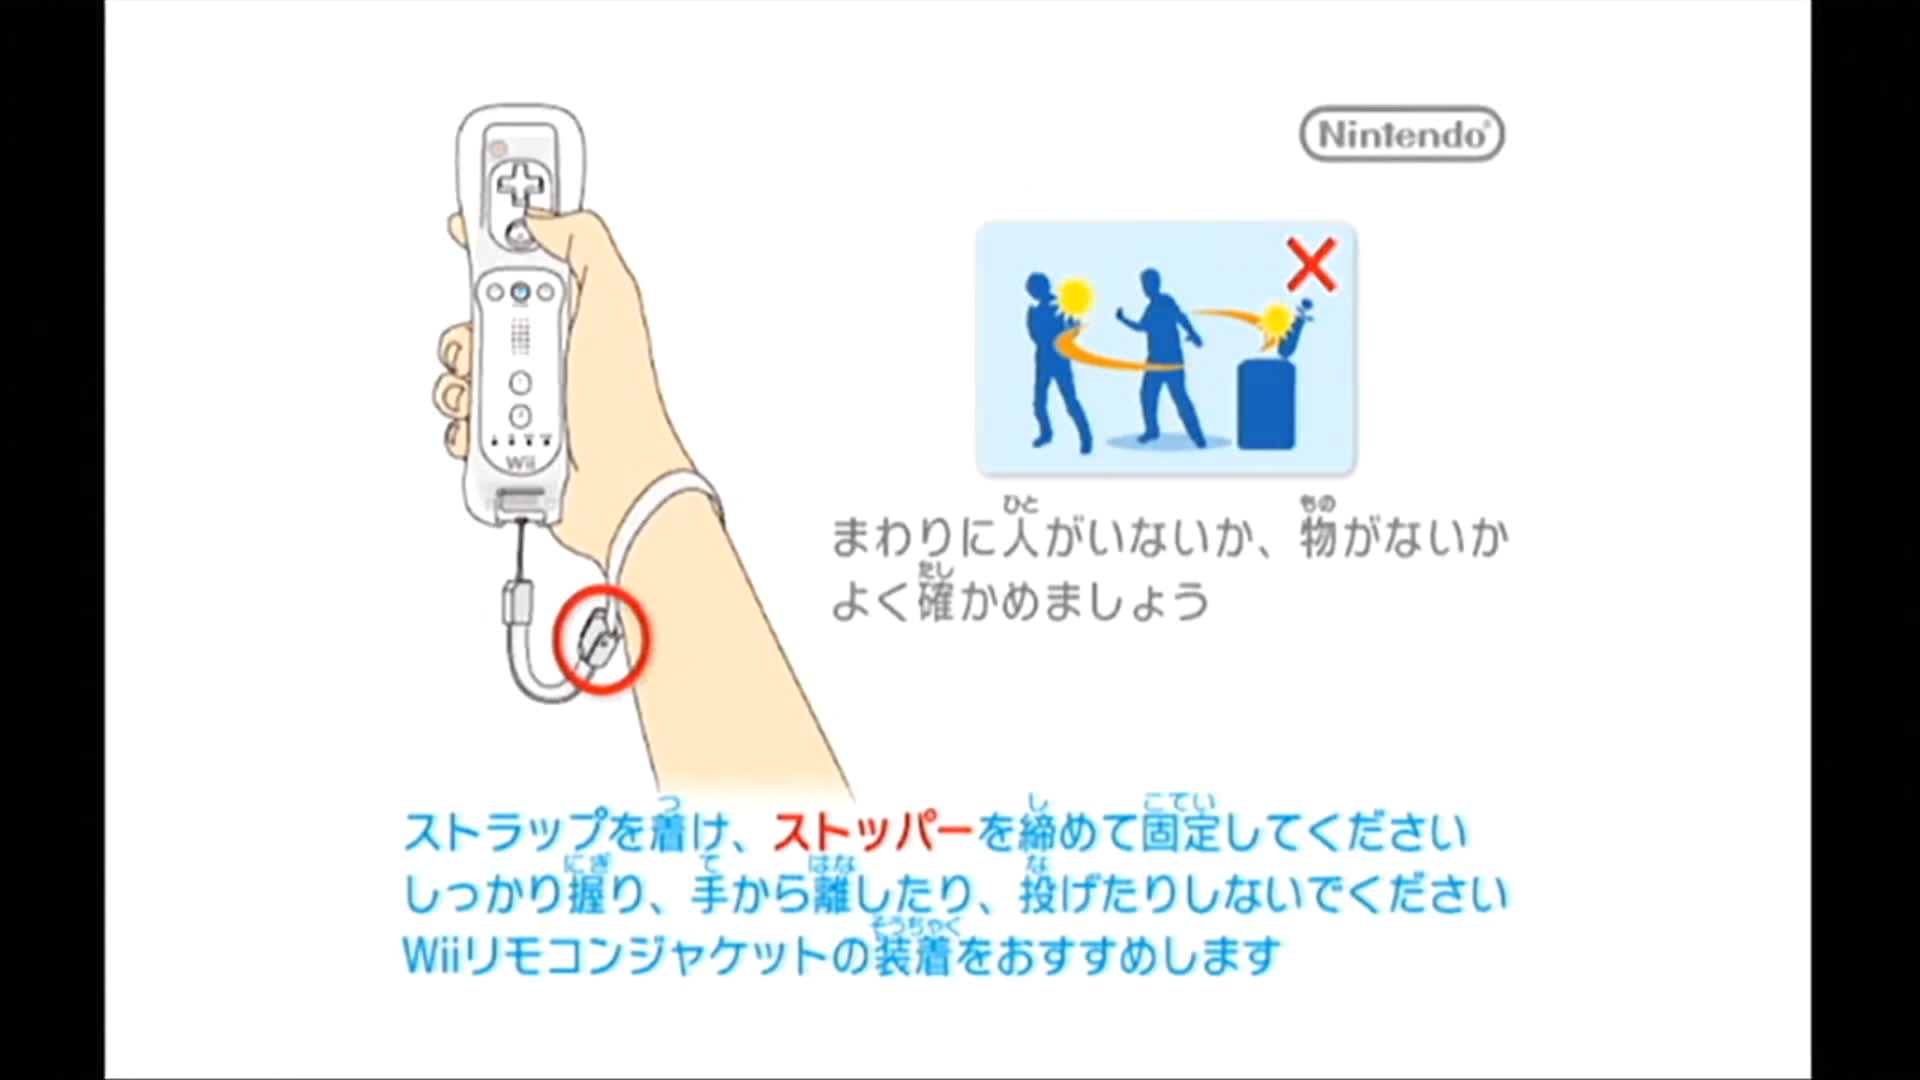 Nintendo
まわりに人がいないか、物がないか
よく確かめましょう
Wii
ストラップを着け、ストッパーを締めて固定してください
しっかり握り、手から離したり、投げたりしないでください
Wiiリモコンジャケットの装着をおすすめします